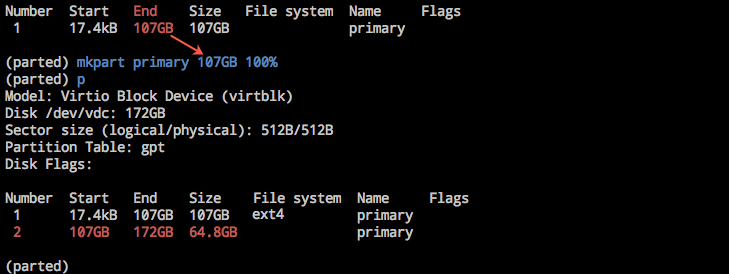 Number  Start   End    Size   File system  Name     Flags
 1      17.4kB  107GB  107GB               primary
(parted) mkpart primary 107GB 100%
(parted) p
Model: Virtio Block Device (virtblk)
Disk /dev/vdc: 172GB
Sector size (logical/physical): 512B/512B
Partition Table: gpt
Disk Flags:
Number  Start   End    Size    File system  Name     Flags
 1      17.4kB  107GB  107GB   ext4         primary
 2      107GB   172GB  64.8GB               primary
(parted)